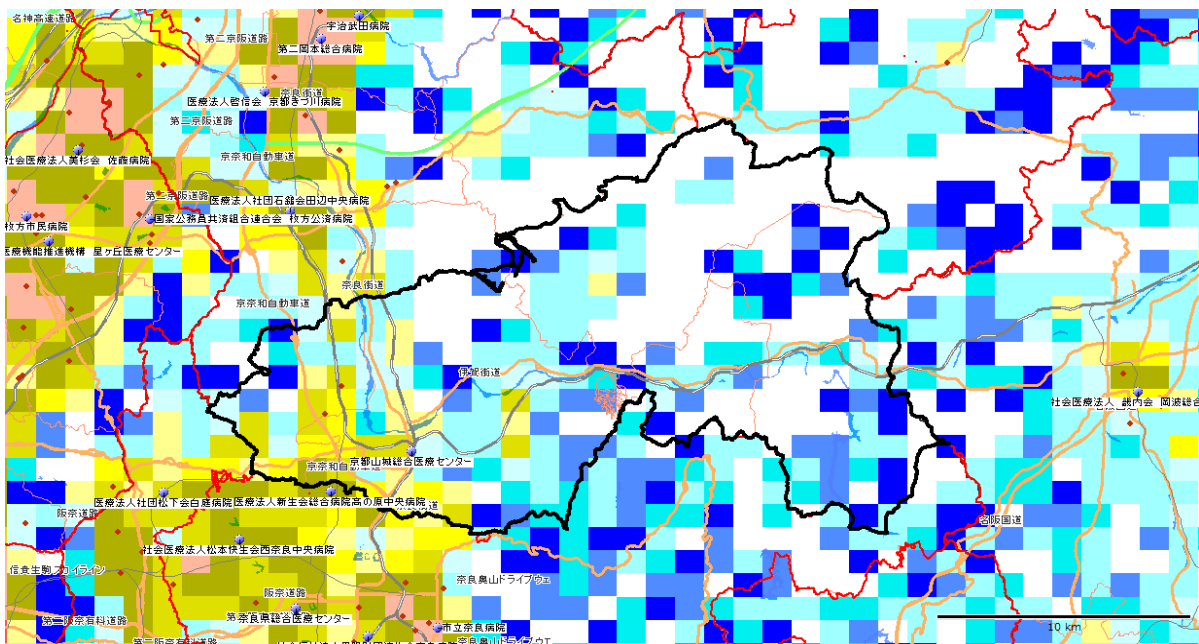 名神高速道路
宇治武田病院
第二京阪道路
第二岡本総合病院
奈良街道
医療法人啓信会 京都きづ川病院
第二京阪道路
社会医療法人美杉会 佐藤病院
京奈和自動車道
第二京阪道路
医療法人社団石鎚会田辺中央病院
枚方市民病院
国家公務員共済組合連合会 枚方公済病院
医療機能推進機構 星ヶ丘医療センター
奈良街道
京奈和自動車道
伊賀街道
社会医療法人 畿内会 岡波総合
京都山城総合医療センター
京奈和自動車道
医療法人社団松下会白庭病院
医療法人新生会総合病院高の原中央病院
阪奈道路
名阪国道
社会医療法人松本快生会西奈良中央病院
信貴生駒スカイライン
奈良奥山ドライブウェ
阪奈道路
奈良県総合医療センター
第二阪奈有料道路
市立奈良病院
10 km
第二阪奈有料道路
奈良奥山ドライブウエ